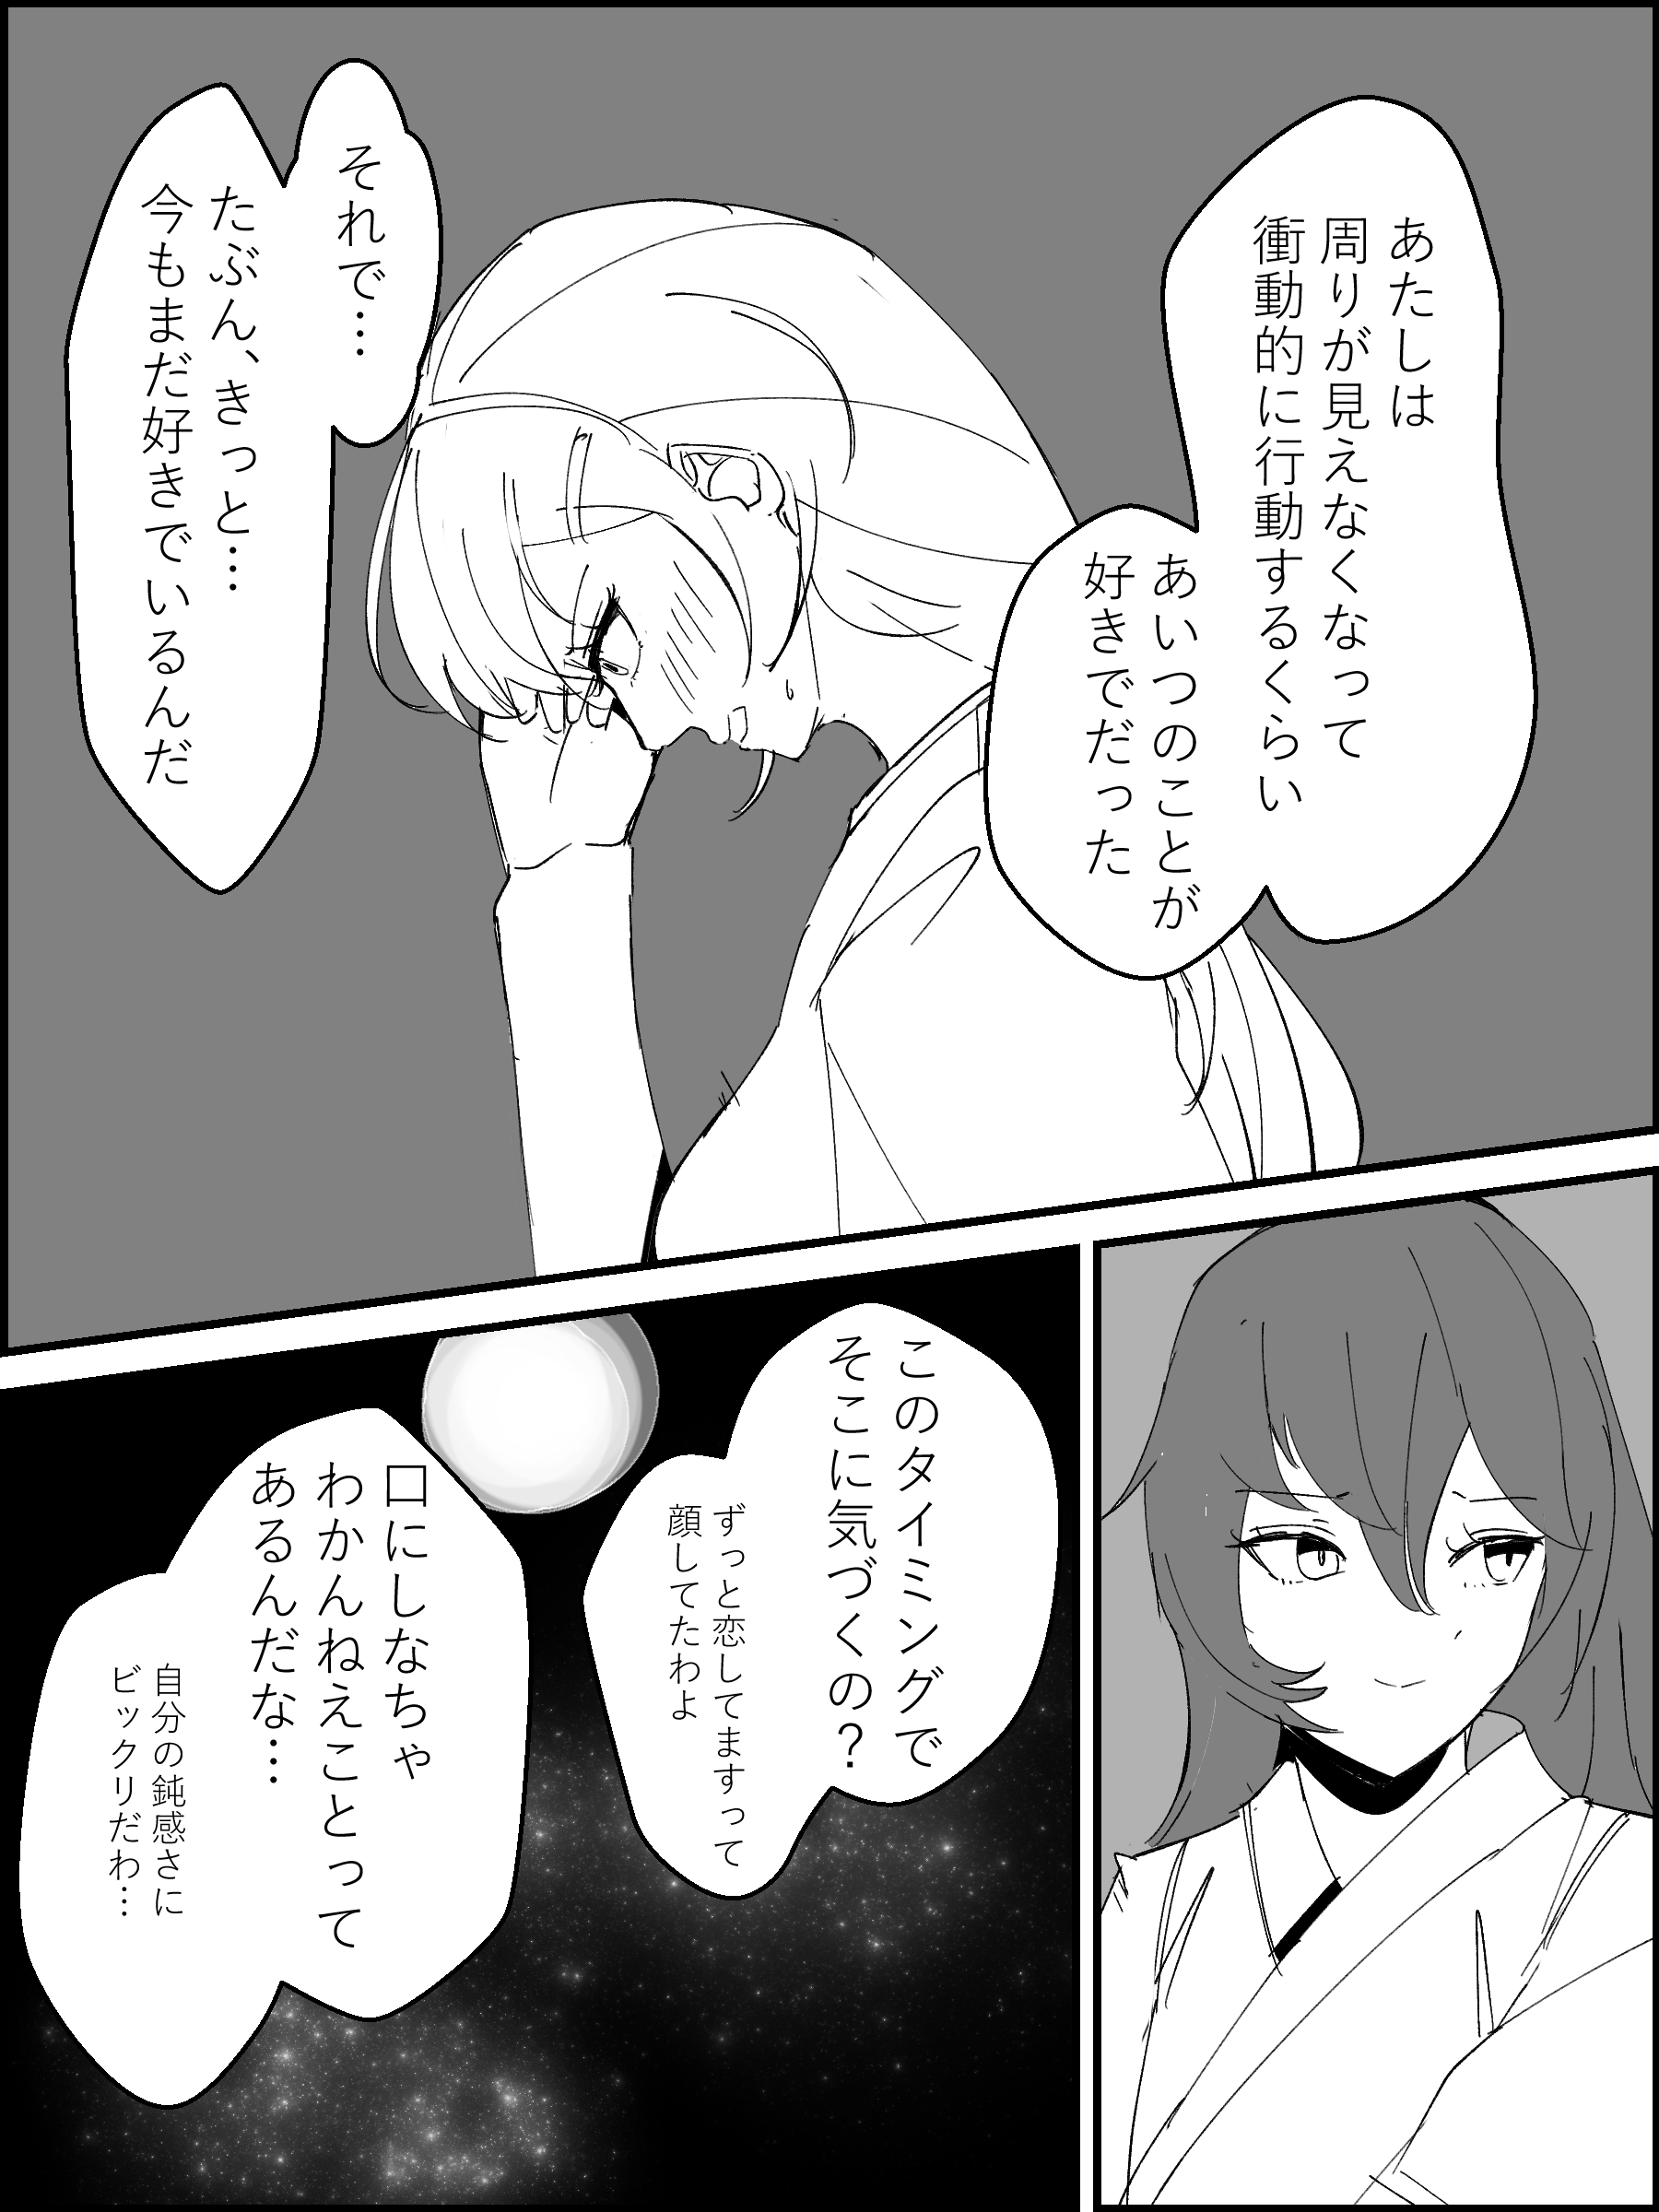 あたしは
周りが見えなくなって
衝動的に行動するくらい
あいつのことが
好きでだった
それで…
たぶん、きっと…
今もまだ好きでいるんだ
このタイミングで
そこに気づくの？
ずっと恋してますって
顔してたわよ
口にしなちゃ
わかんねえことって
あるんだな…
自分の鈍感さに
ビックリだわ…